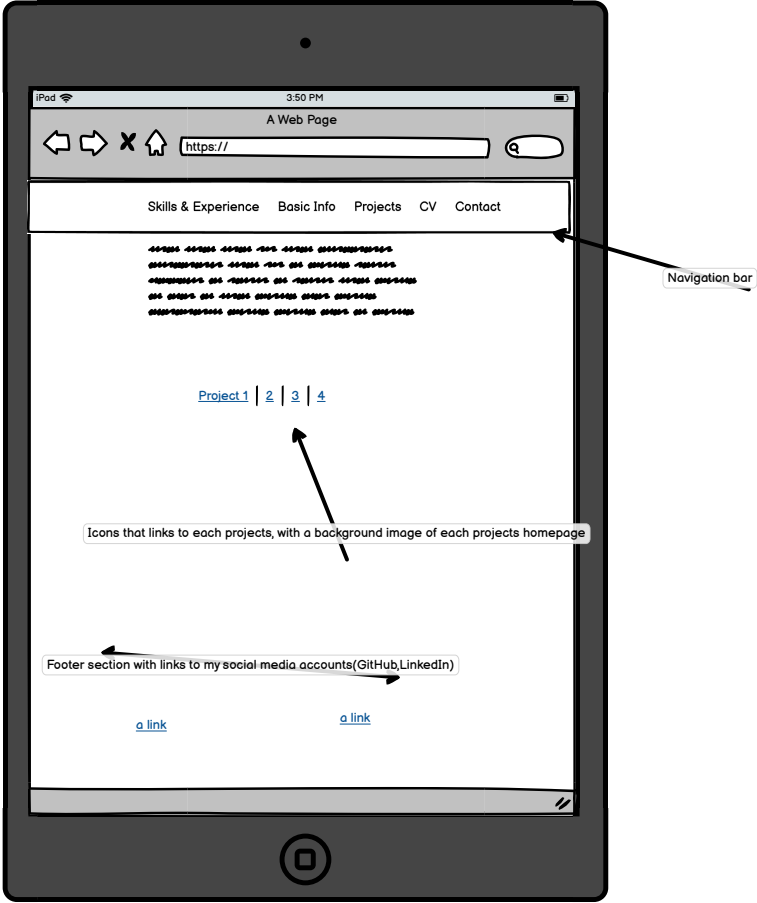 iPad 3:50 PM
A Web Page
https://
Skills & Experience Basic Info Projects CV Contact
Navigation bar
Project 1 2 3 4
Icons that links to each projects, with a background image of each projects homepage
Footer section with links to my social media accounts(GitHub,LinkedIn)
a link a link